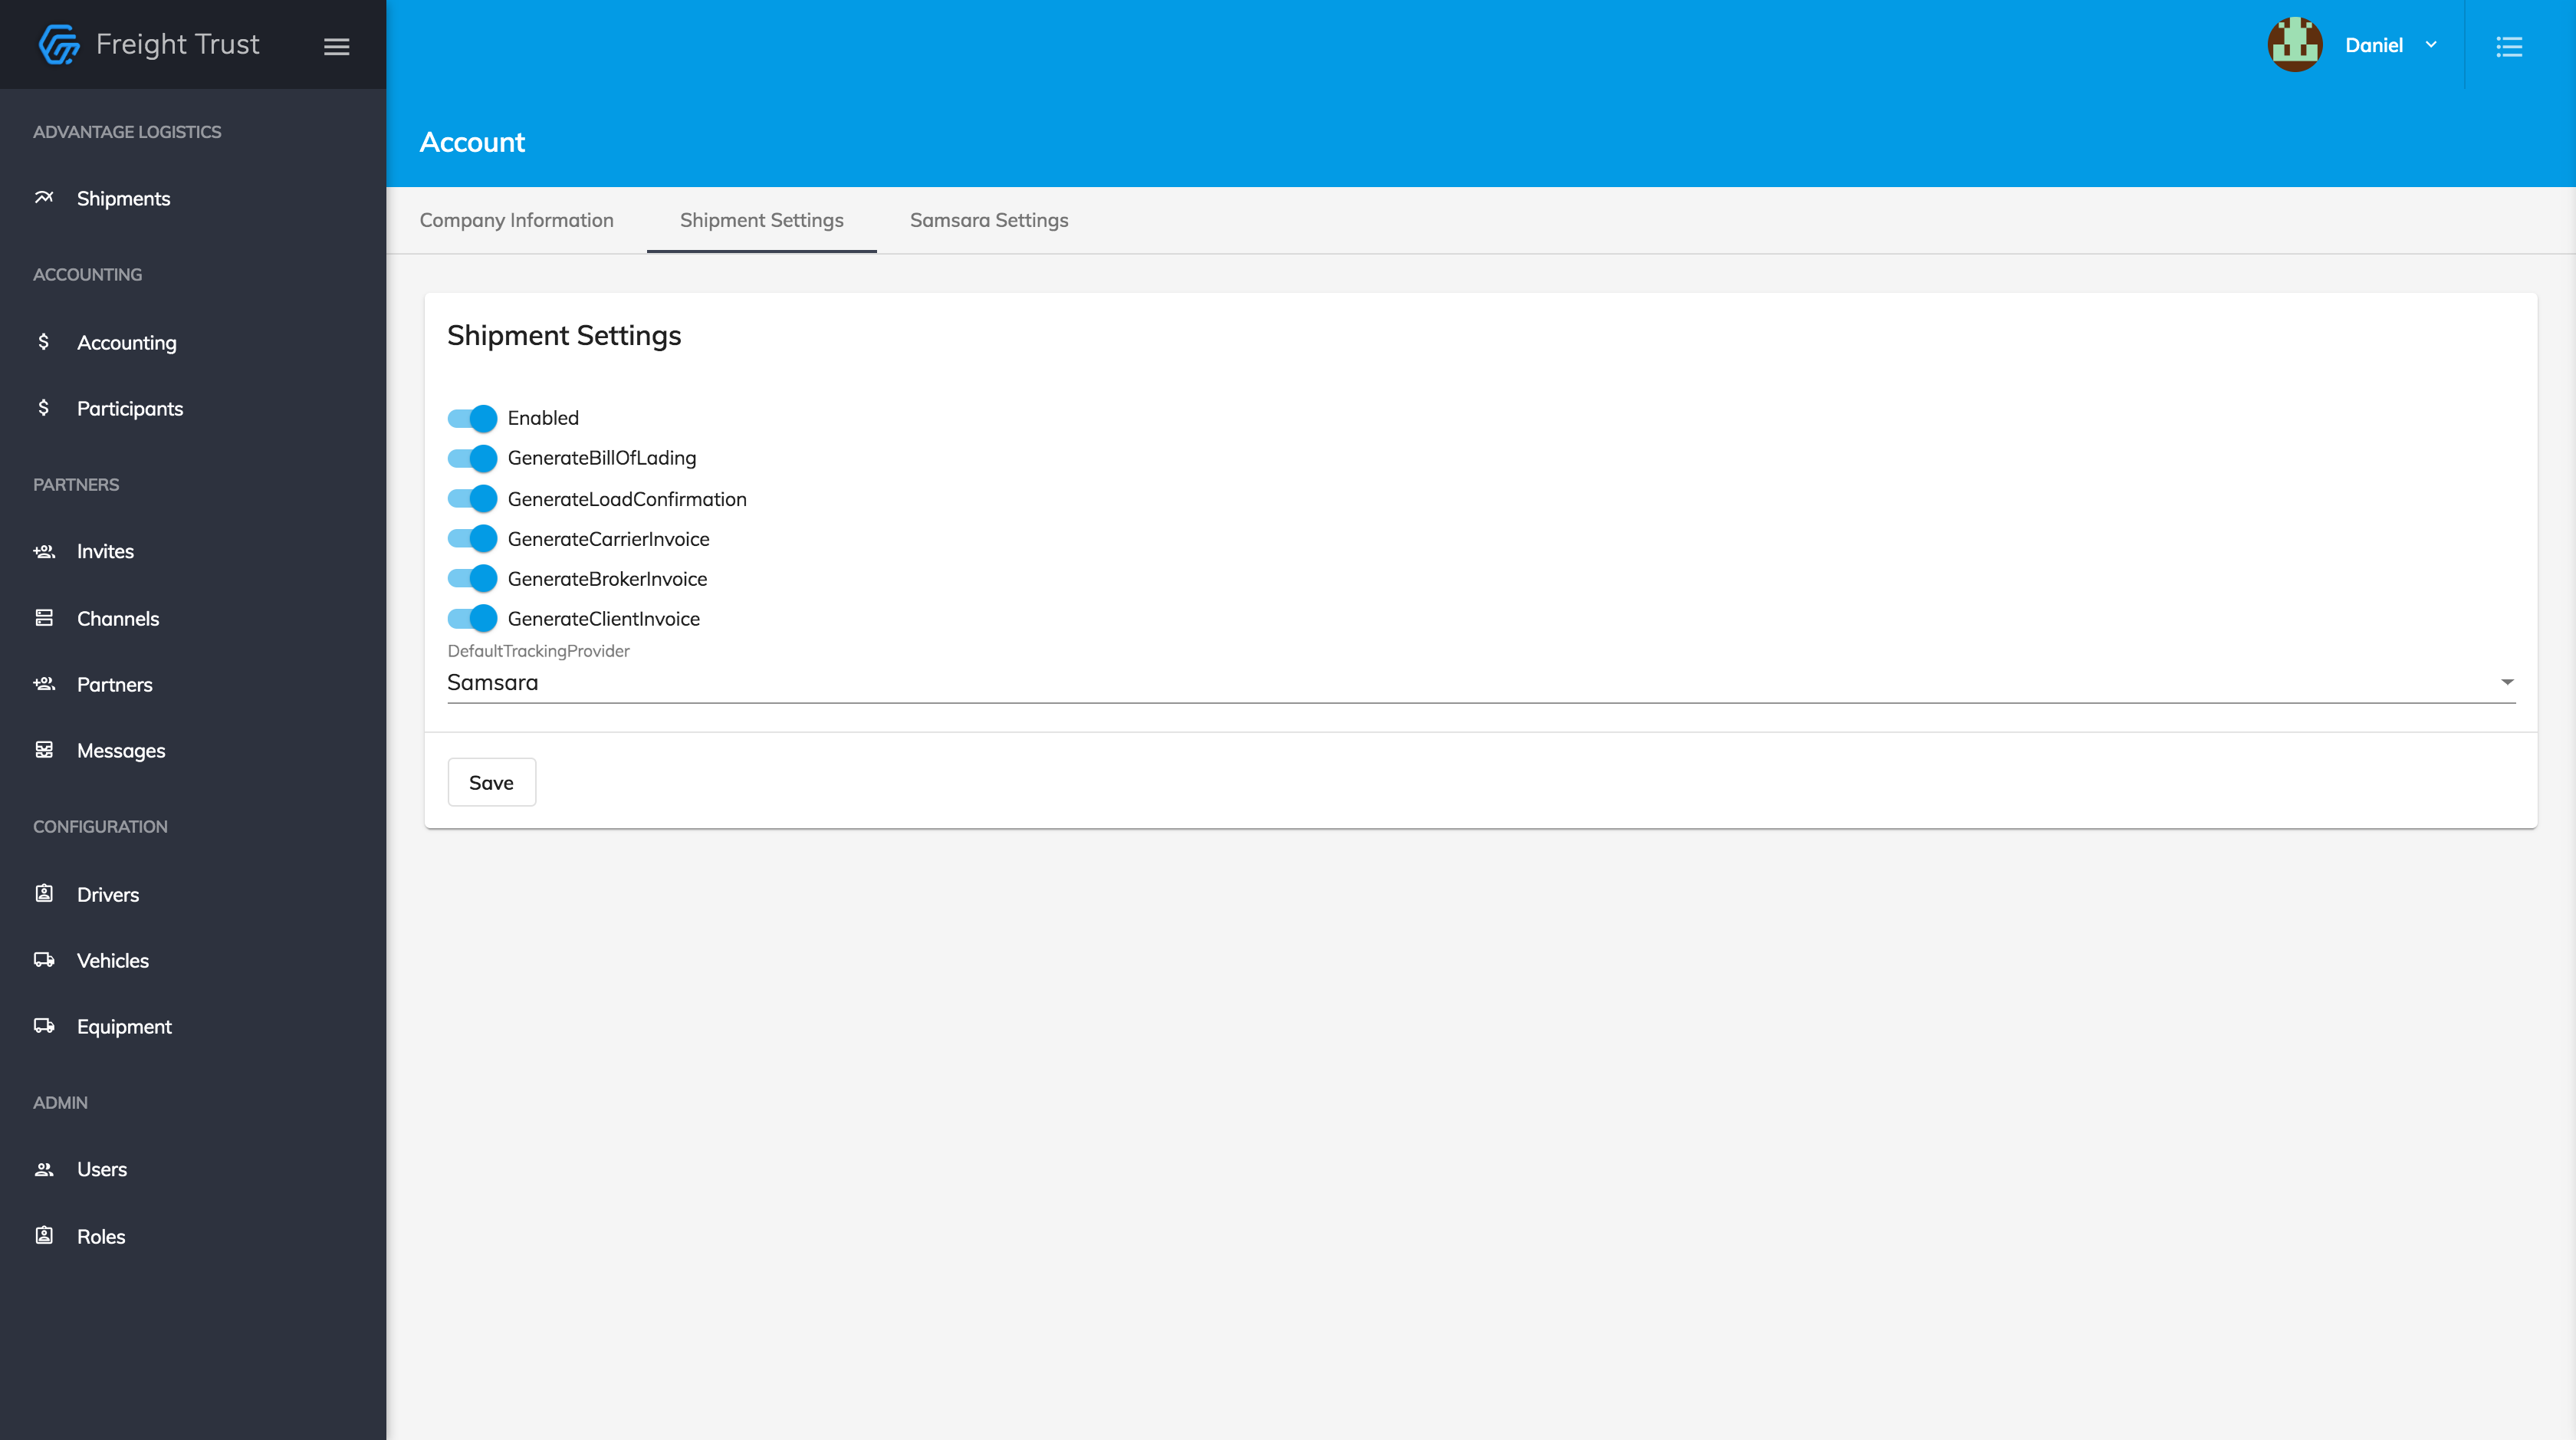 Freight Trust
Daniel
ADVANTAGE LOGISTICS
Shipments
ACCOUNTING
Accounting
Participants
PARTNERS
Invites
Channels
Partners
Messages
CONFIGURATION
Drivers
Vehicles
Equipment
ADMIN
Users
Roles
Account
Company Information
Shipment Settings
Samsara Settings
Shipment Settings
Enabled
GenerateBillOfLading
GenerateLoadConfirmation
GenerateCarrierInvoice
GenerateBrokerInvoice
GenerateClientInvoice
DefaultTrackingProvider
Samsara
Save